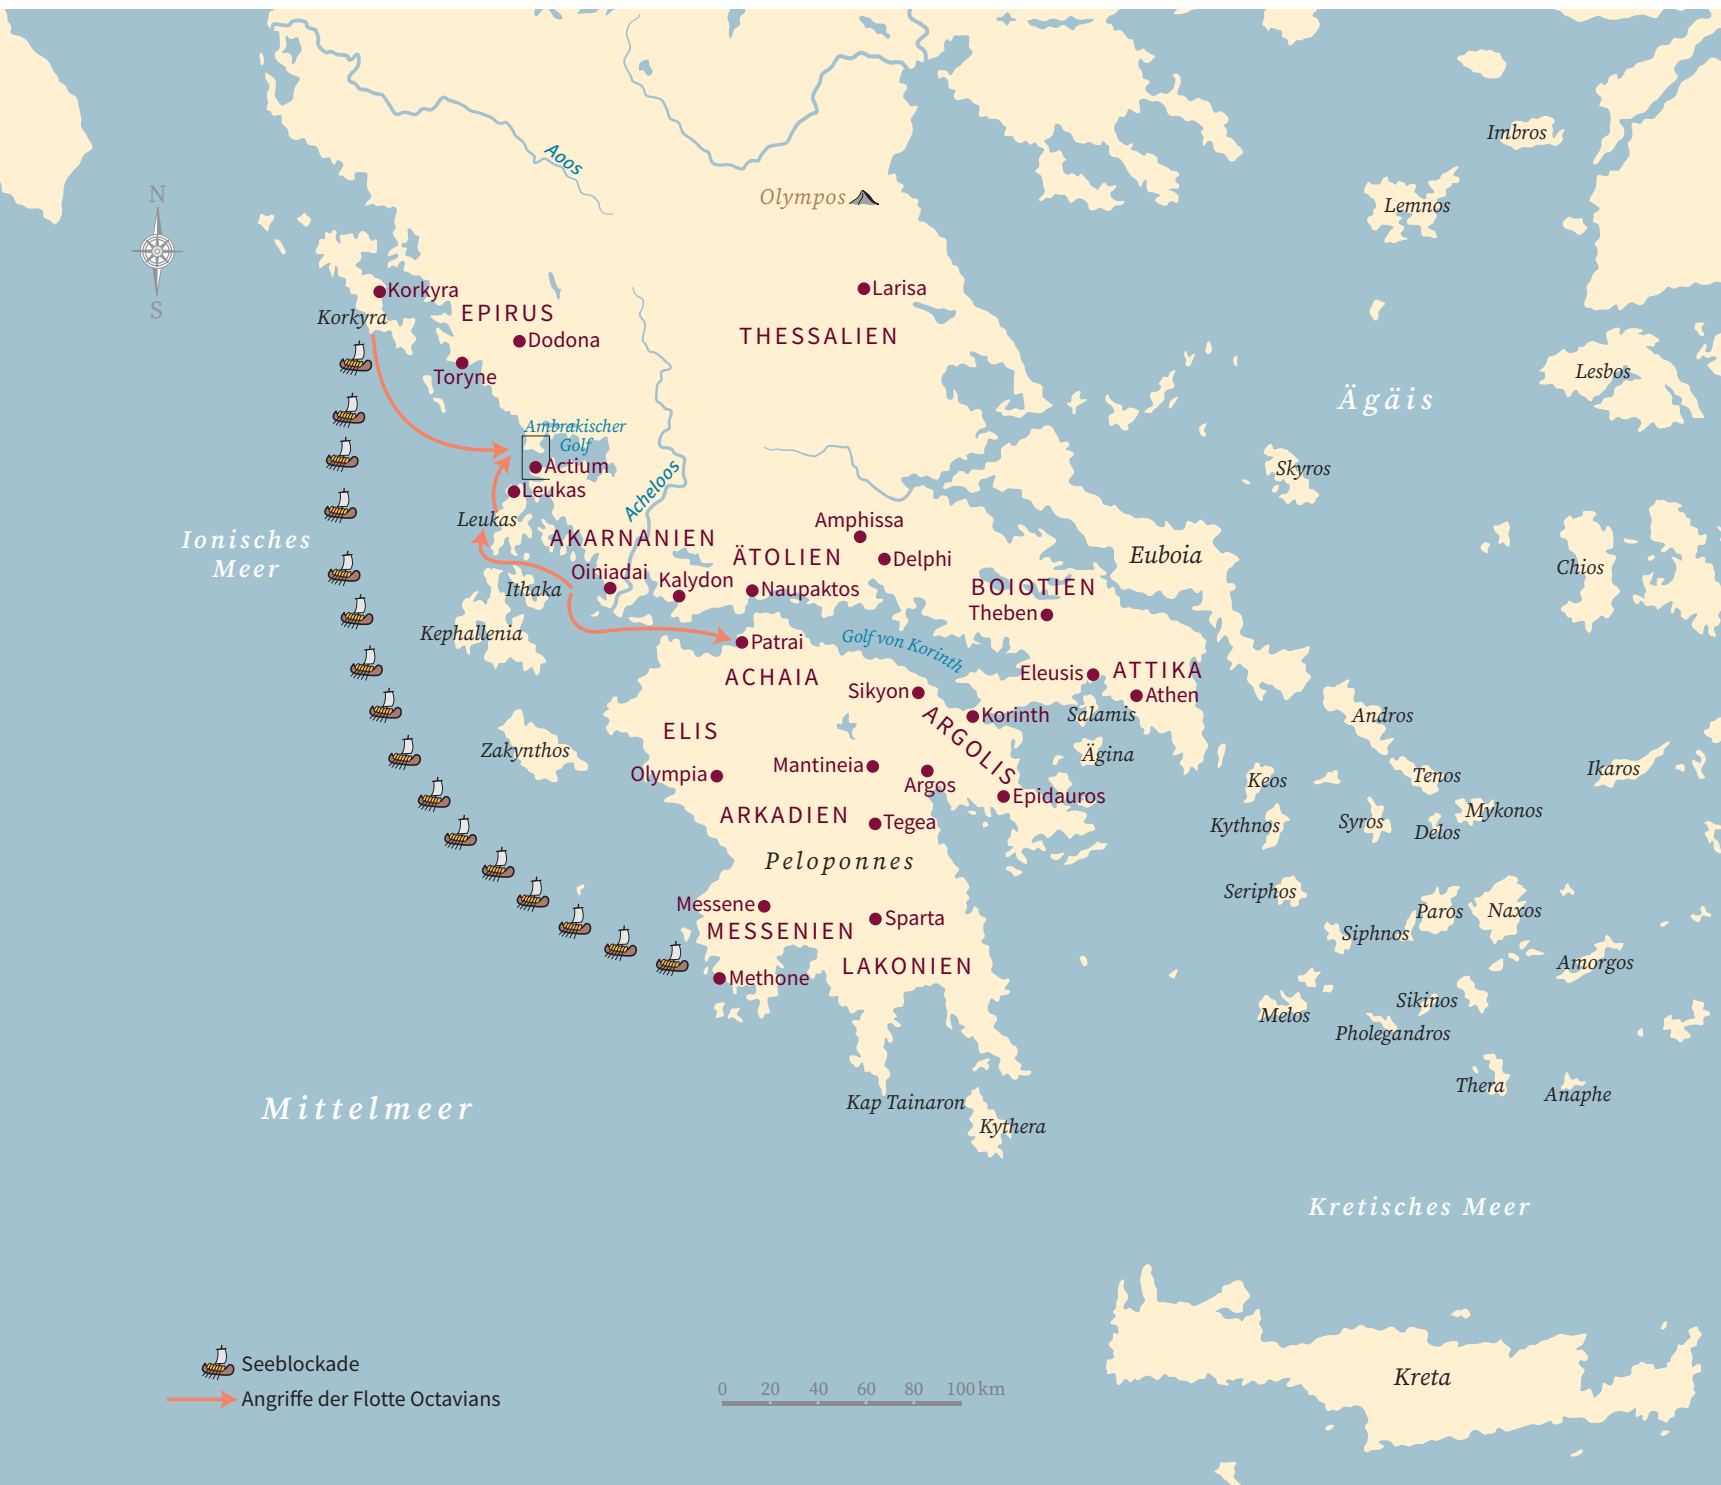 Aoos
Imbros
N
Olympos
Lemnos
Korkyra
Larisa
S
Korkyra
EPIRUS
Dodona
THESSALIEN
Toryne
Lesbos
Ägäis
Ambrakischer
Golf
Actium
Skyros
Leukas
Acheloos
Leukas
Amphissa
Ionisches
Meer
AKARNANIEN
ÄTOLIEN
Delphi
Euboia
Chios
Oiniadai
Kalydon
Ithaka
Naupaktos
BOIOTIEN
Theben
Kephallenia
Patrai
Golf von Korinth
ACHAIA
Eleusis
ATTIKA
Sikyon
Athen
Korinth
Salamis
Andros
ELIS
ARGOLIS
Zakynthos
Ägina
Olympia
Mantineia
Argos
Keos
Tenos
Ikaros
Epidauros
ARKADIEN
Tegea
Kythnos
Syros
Delos
Mykonos
Peloponnes
Messene
Seriphos
Sparta
Paros
Naxos
MESSENIEN
Siphnos
LAKONIEN
Amorgos
Methone
Sikinos
Melos
Pholegandros
Thera
Anaphe
Mittelmeer
Kap Tainaron
Kythera
Kretisches Meer
Kreta
Seeblockade
Angriffe der Flotte Octavians
0 20 40 60 80 100 km